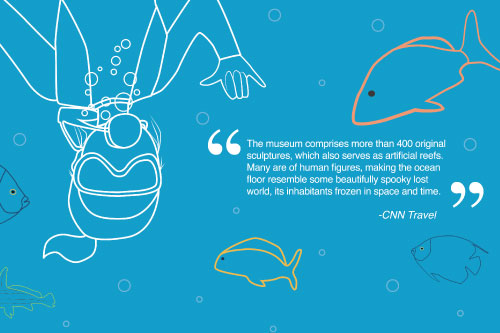 “ The museum comprises more than 400 original
sculptures, which also serves as artificial reefs.
Many are of human figures, making the ocean
floor resemble some beautifully spooky lost
world, its inhabitants frozen in space and time. ”
-CNN Travel